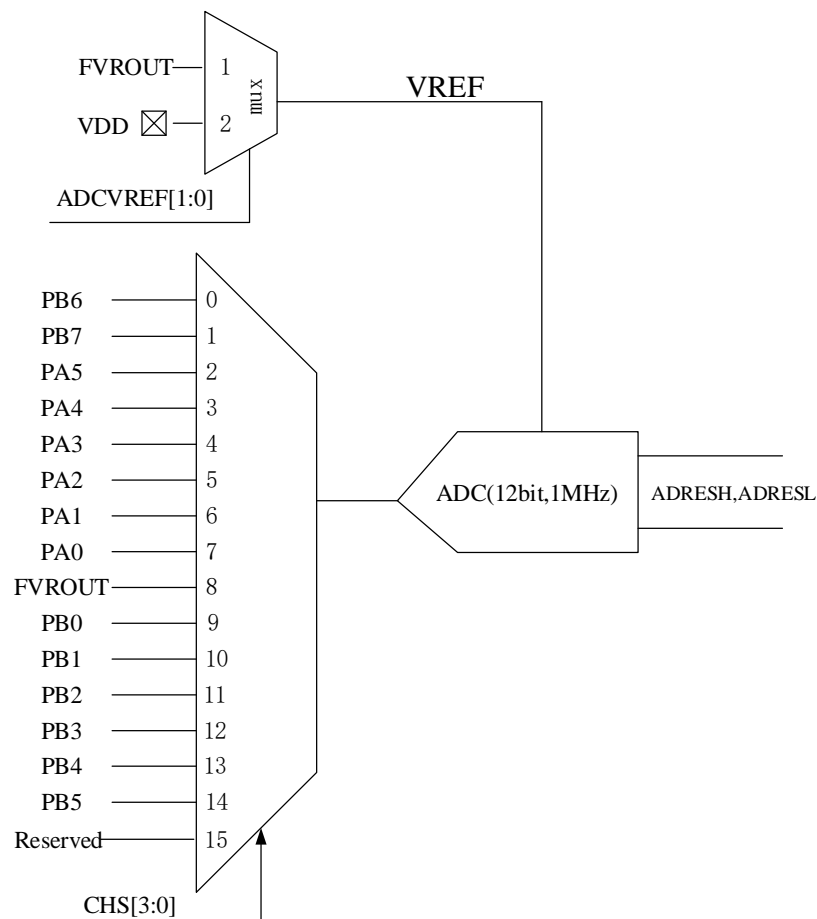 FVROUT 1
mux
VREF
VDD 2
ADCVREF[1:0]
PB6 0
PB7 1
PA5 2
PA4 3
PA3 4
PA2 5
PA1 6
PA0 7
FVROUT 8
PB0 9
PB1 10
PB2 11
PB3 12
PB4 13
PB5 14
Reserved 15
CHS[3:0]
ADC(12bit,1MHz)
ADRESH,ADRESL